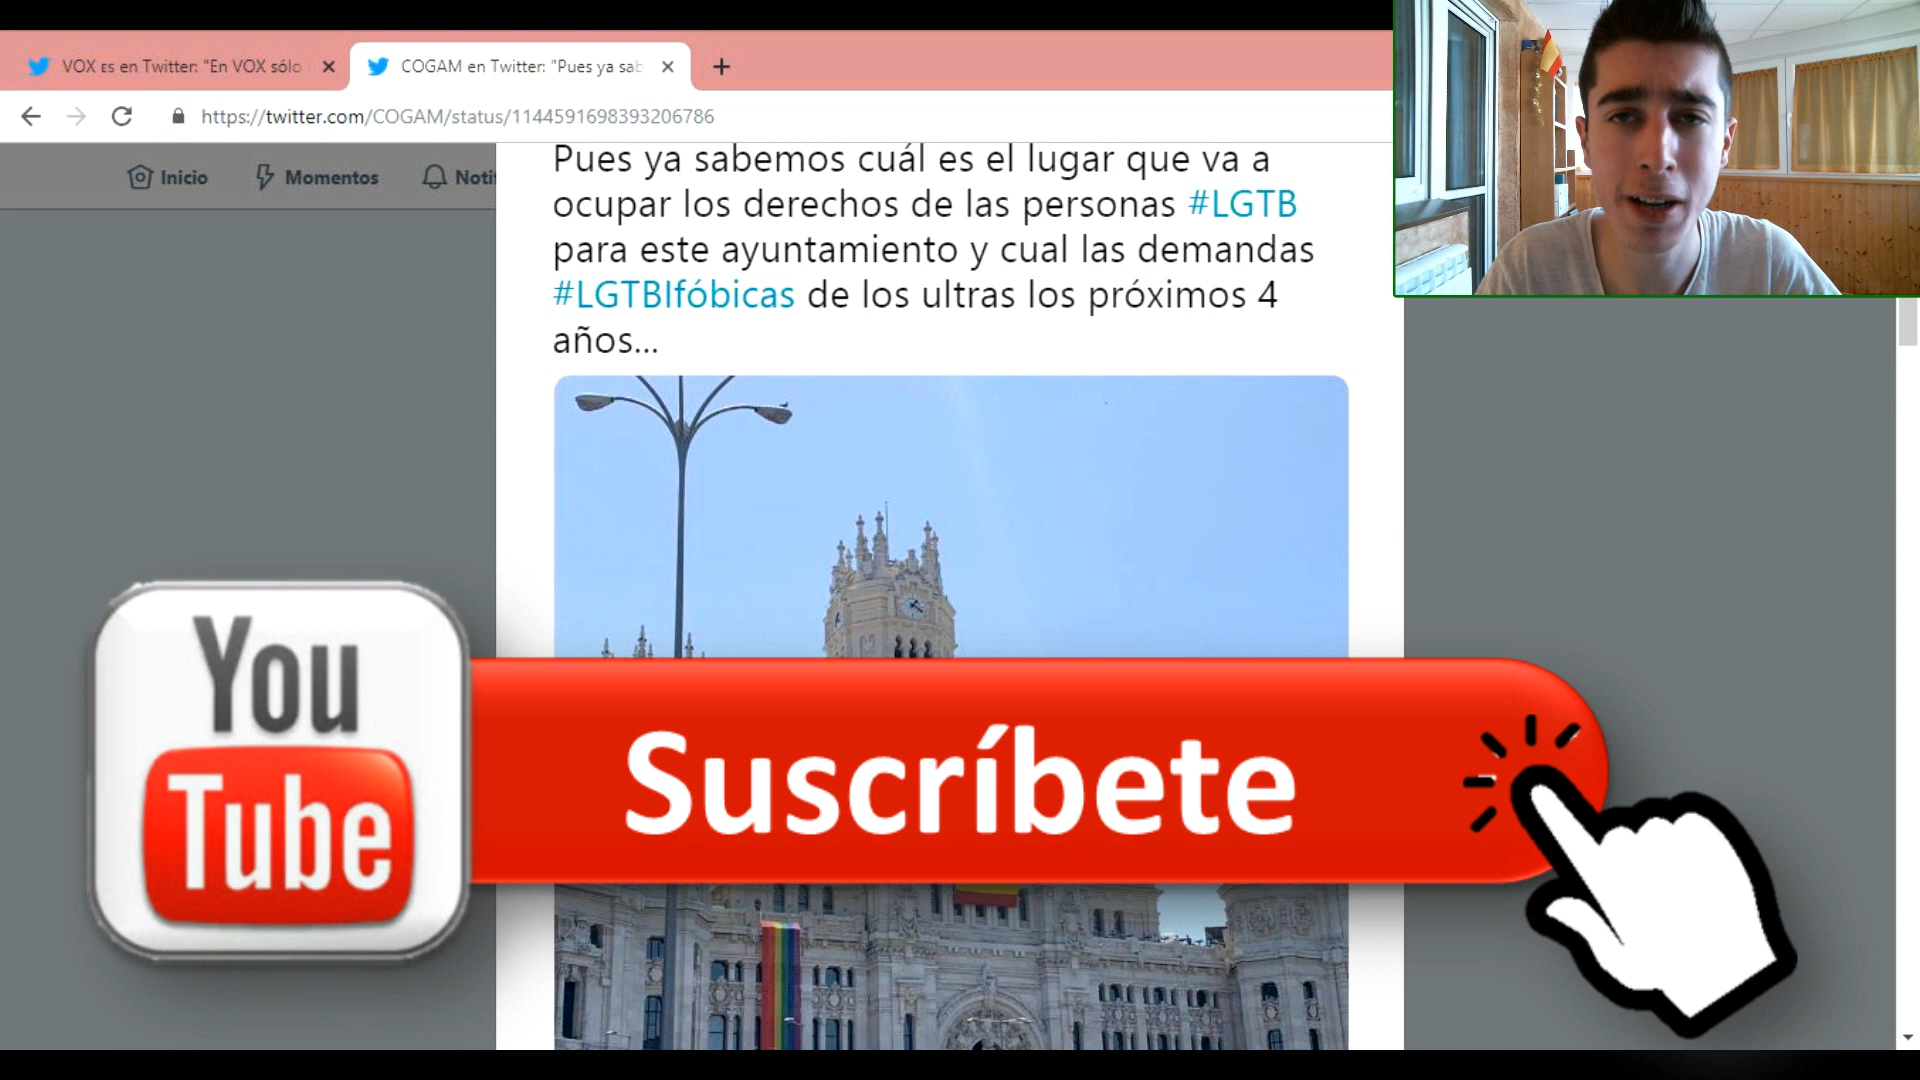 VOX ES en Twitter: "En VOX sólo
COGAM en Twitter: "Pues ya sab
https://twitter.com/COGAM/status/1144591698393206786
Inicio
Momentos
Noti
Pues ya sabemos cuál es el lugar que va a
ocupar los derechos de las personas #LGTB
para este ayuntamiento y cual las demandas
#LGTBIfóbicas de los ultras los próximos 4
años...
You
Tube
Suscríbete